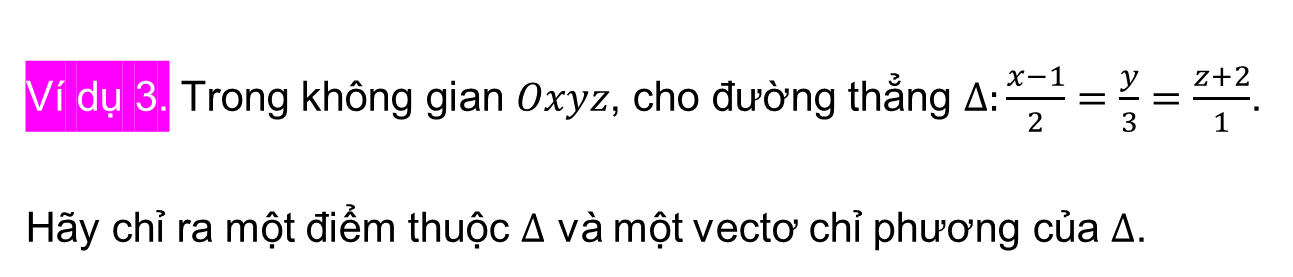 Ví dụ 3. Trong không gian Oxyz, cho đường thẳng Δ: (x−1)/2 = y/3 = (z+2)/1.
Hãy chỉ ra một điểm thuộc Δ và một vectơ chỉ phương của Δ.